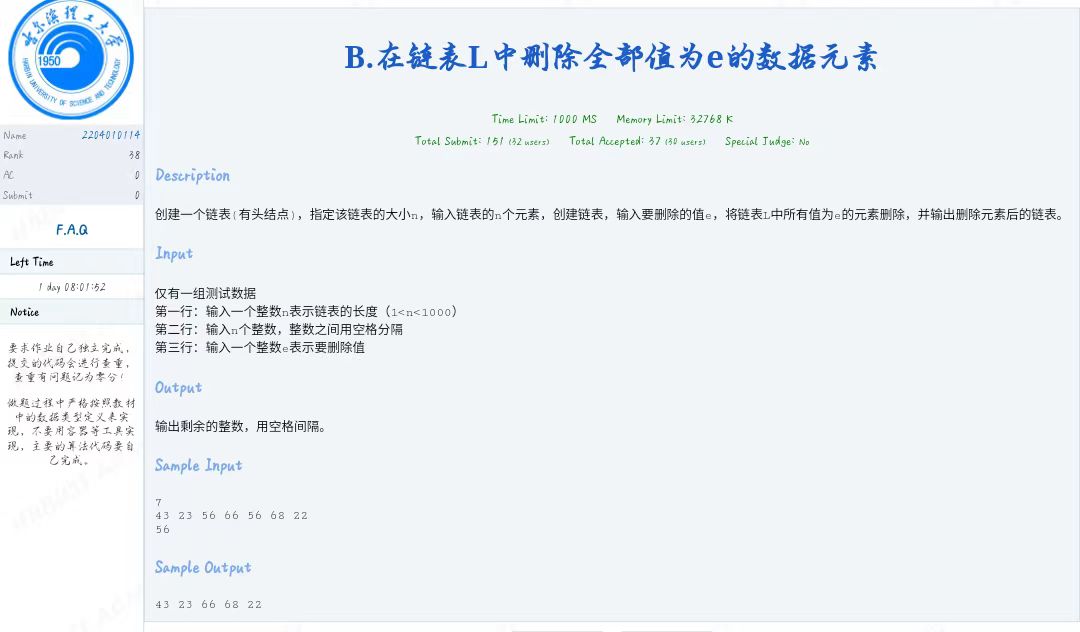 哈尔滨理工大学
1950
HARBIN UNIVERSITY OF SCIENCE AND TECHNOLOGY
Name 2204010114
Rank 38
AC 0
Submit 0
F.A.Q
Left Time
1 day 08:01:52
Notice
要求作业自己独立完成，
提交的代码会进行查重，
查重有问题记为零分！
做题过程中严格按照教材
中的数据类型定义来实
现，不要用容器等工具实
现，主要的算法代码要自
己完成。
B.在链表L中删除全部值为e的数据元素
Time Limit: 1000 MS Memory Limit: 32768 K
Total Submit: 151 (32 users) Total Accepted: 37 (30 users) Special Judge: No
Description
创建一个链表(有头结点)，指定该链表的大小n，输入链表的n个元素，创建链表，输入要删除的值e，将链表L中所有值为e的元素删除，并输出删除元素后的链表。
Input
仅有一组测试数据
第一行：输入一个整数n表示链表的长度（1<n<1000）
第二行：输入n个整数，整数之间用空格分隔
第三行：输入一个整数e表示要删除值
Output
输出剩余的整数，用空格间隔。
Sample Input
7
43 23 56 66 56 68 22
56
Sample Output
43 23 66 68 22